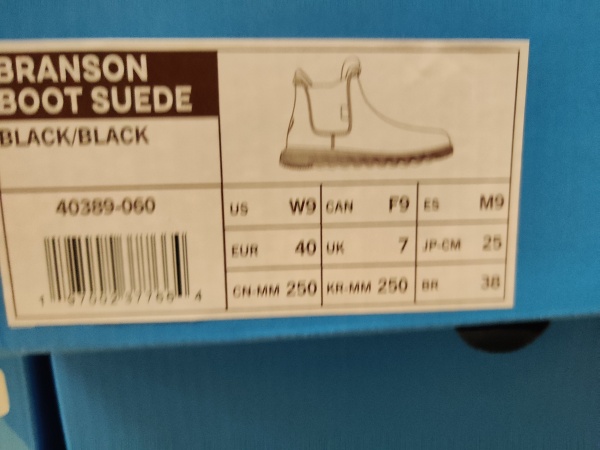 BRANSON
BOOT SUEDE
BLACK/BLACK
40389-060
US W9 CAN F9 ES M9
EUR 40 UK 7 JP-CM 25
CN-MM 250 KR-MM 250 BR 38